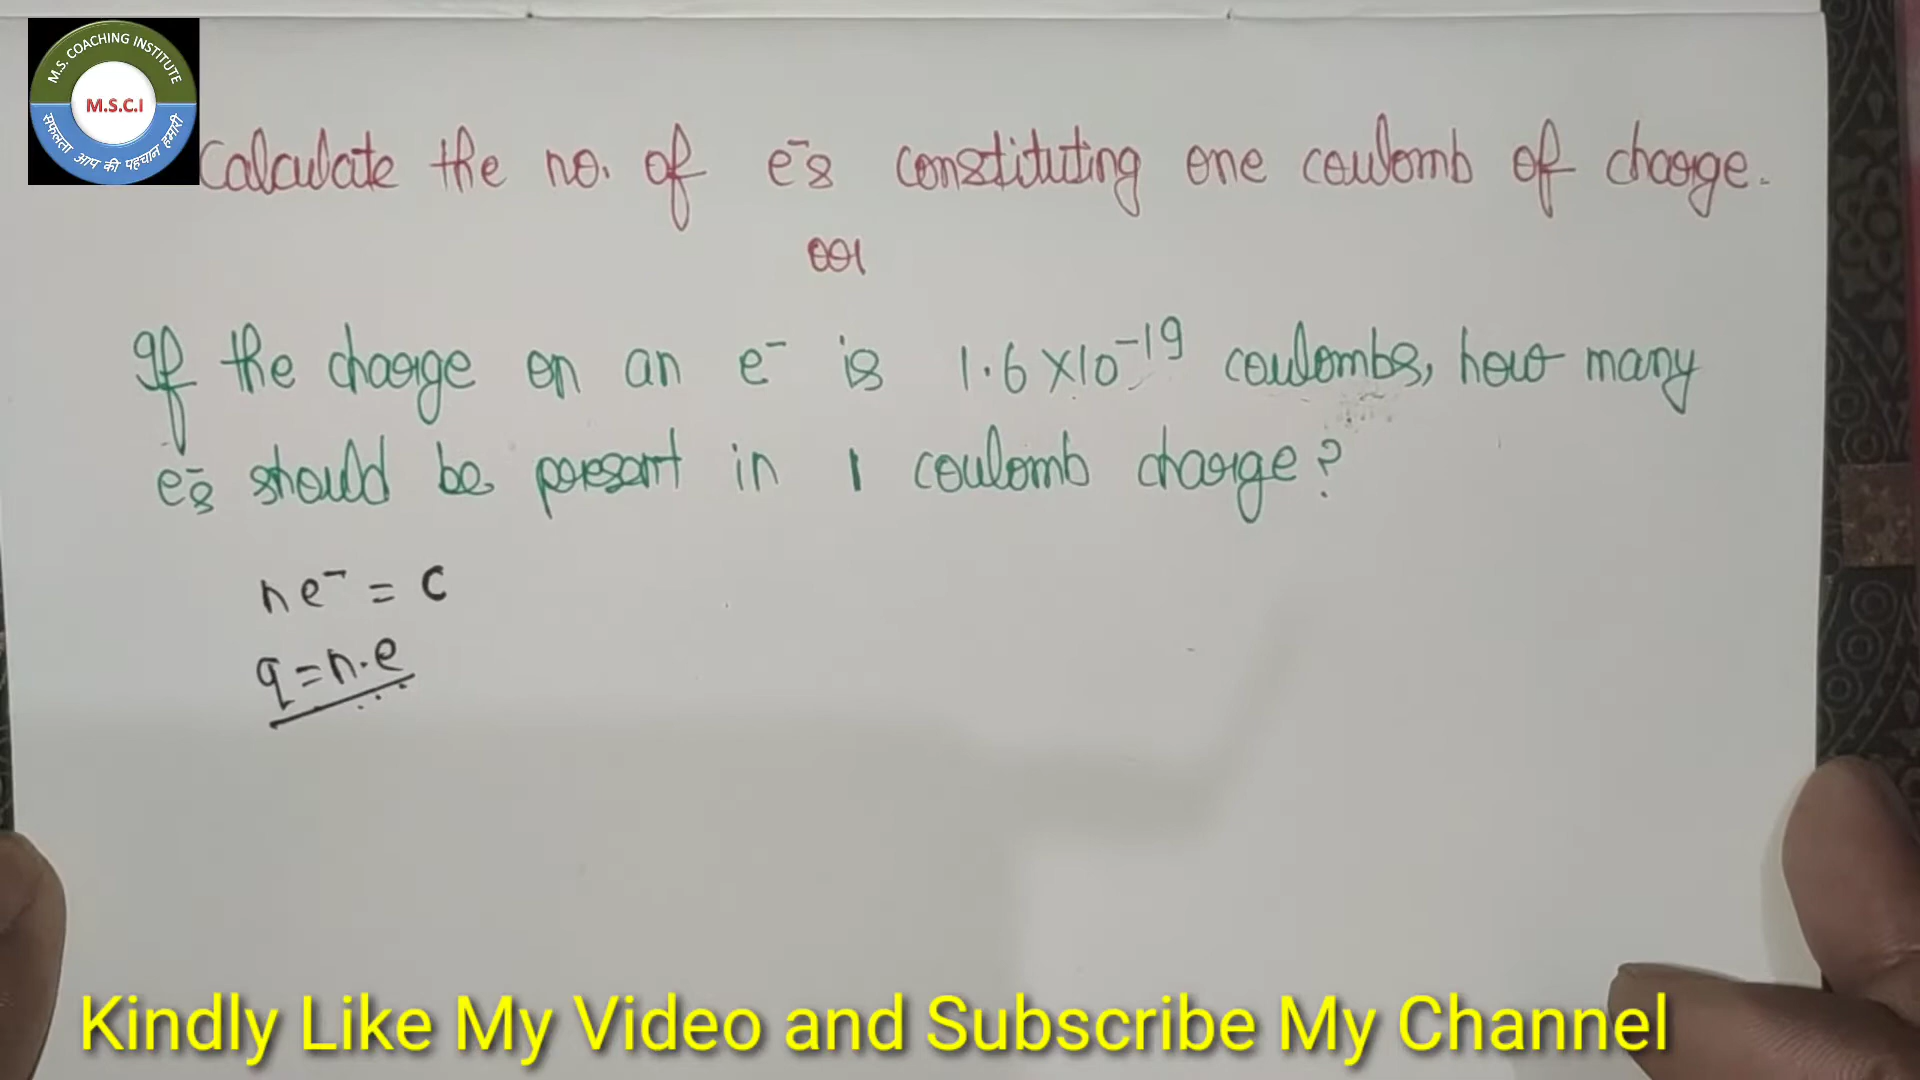 M.S. COACHING INSTITUTE
M.S.C.I
सफलता आप की पहचान हमारी
Calculate the no. of e⁻s constituting one coulomb of charge.
or
If the charge on an e⁻ is 1.6 ×10⁻¹⁹ coulombs, how many
e⁻s should be present in 1 coulomb charge?
n e⁻ = C
q = n.e
Kindly Like My Video and Subscribe My Channel